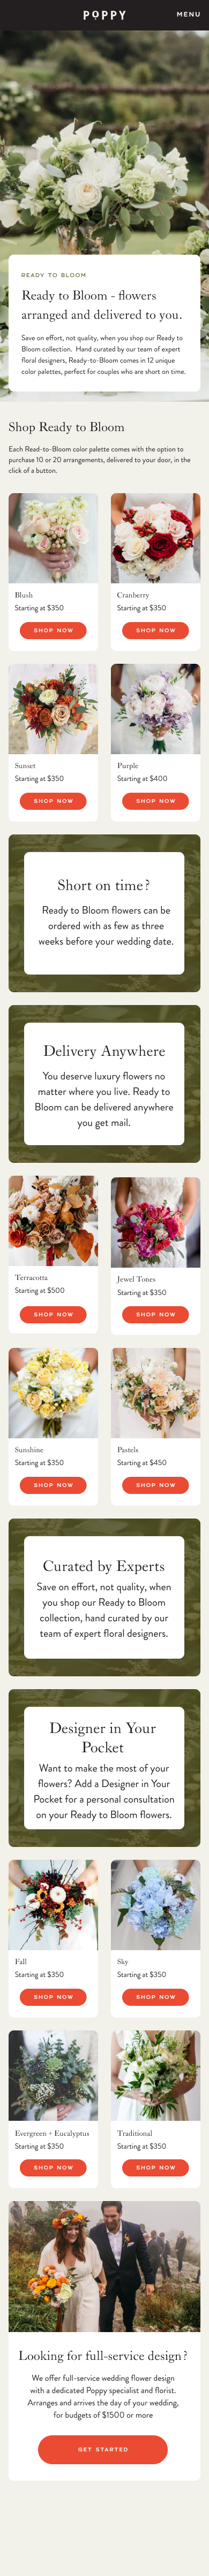 POPPY
MENU
READY TO BLOOM
Ready to Bloom - flowers
arranged and delivered to you.
Save on effort, not quality, when you shop our Ready to
Bloom collection. Hand curated by our team of expert
floral designers, Ready-to-Bloom comes in 12 unique
color palettes, perfect for couples who are short on time.
Shop Ready to Bloom
Each Read-to-Bloom color palette comes with the option to
purchase 10 or 20 arrangements, delivered to your door, in the
click of a button.
Blush
Starting at $350
SHOP NOW
Cranberry
Starting at $350
SHOP NOW
Sunset
Starting at $350
SHOP NOW
Purple
Starting at $400
SHOP NOW
Short on time?
Ready to Bloom flowers can be
ordered with as few as three
weeks before your wedding date.
Delivery Anywhere
You deserve luxury flowers no
matter where you live. Ready to
Bloom can be delivered anywhere
you get mail.
Terracotta
Starting at $500
SHOP NOW
Jewel Tones
Starting at $350
SHOP NOW
Sunshine
Starting at $350
SHOP NOW
Pastels
Starting at $450
SHOP NOW
Curated by Experts
Save on effort, not quality, when
you shop our Ready to Bloom
collection, hand curated by our
team of expert floral designers.
Designer in Your
Pocket
Want to make the most of your
flowers? Add a Designer in Your
Pocket for a personal consultation
on your Ready to Bloom flowers.
Fall
Starting at $350
SHOP NOW
Sky
Starting at $350
SHOP NOW
Evergreen + Eucalyptus
Starting at $350
SHOP NOW
Traditional
Starting at $350
SHOP NOW
Looking for full-service design?
We offer full-service wedding flower design
with a dedicated Poppy specialist and florist.
Arranges and arrives the day of your wedding,
for budgets of $1500 or more
GET STARTED